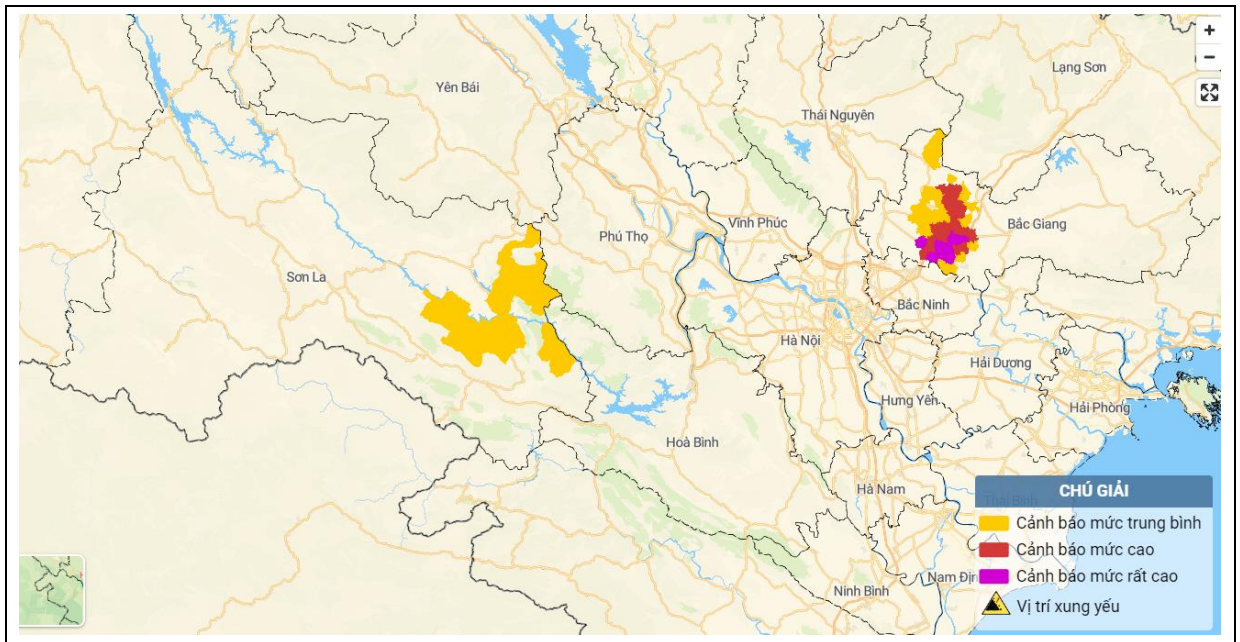 +
−
Lạng Sơn
Yên Bái
Thái Nguyên
Vĩnh Phúc
Bắc Giang
Phú Thọ
Sơn La
Bắc Ninh
Hà Nội
Hải Dương
Hưng Yên
Hải Phòng
Hoà Bình
Hà Nam
Thái Bình
Nam Địn
Ninh Bình
CHÚ GIẢI
Cảnh báo mức trung bình
Cảnh báo mức cao
Cảnh báo mức rất cao
Vị trí xung yếu